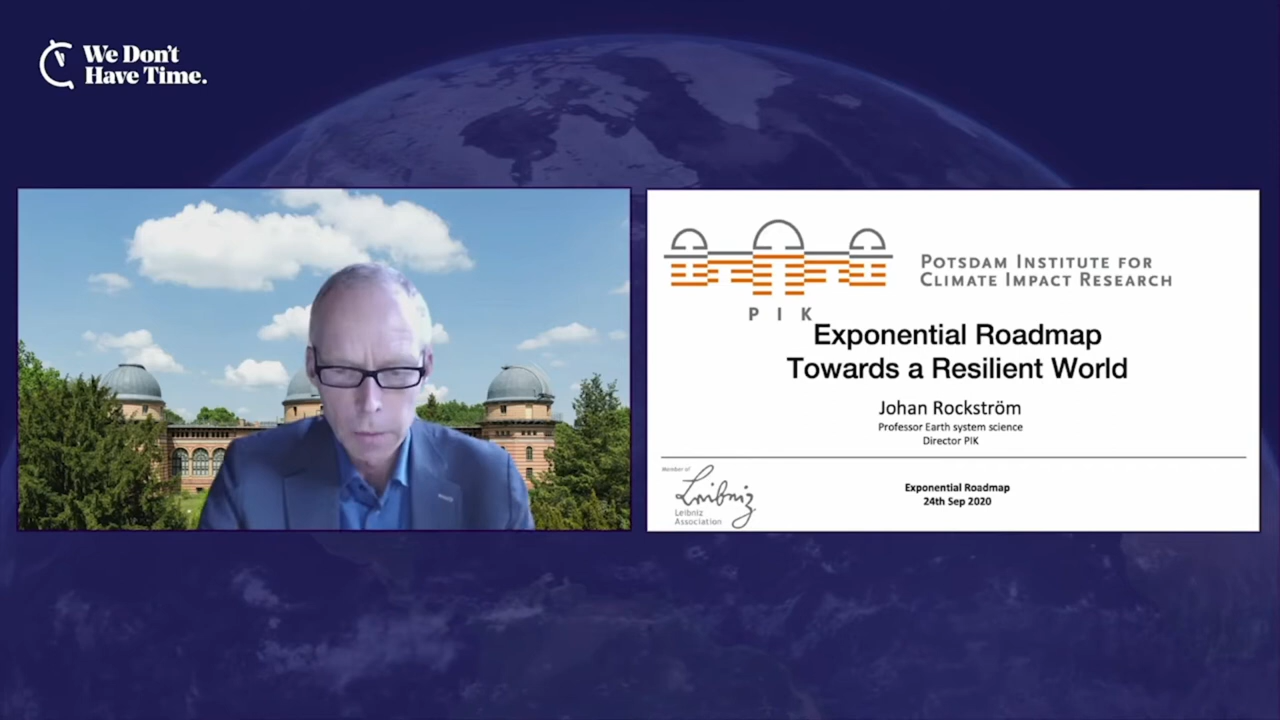 We Don't
Have Time.
POTSDAM INSTITUTE FOR
CLIMATE IMPACT RESEARCH
P I K
Exponential Roadmap
Towards a Resilient World
Johan Rockström
Professor Earth system science
Director PIK
Member of
Leibniz
Leibniz
Association
Exponential Roadmap
24th Sep 2020